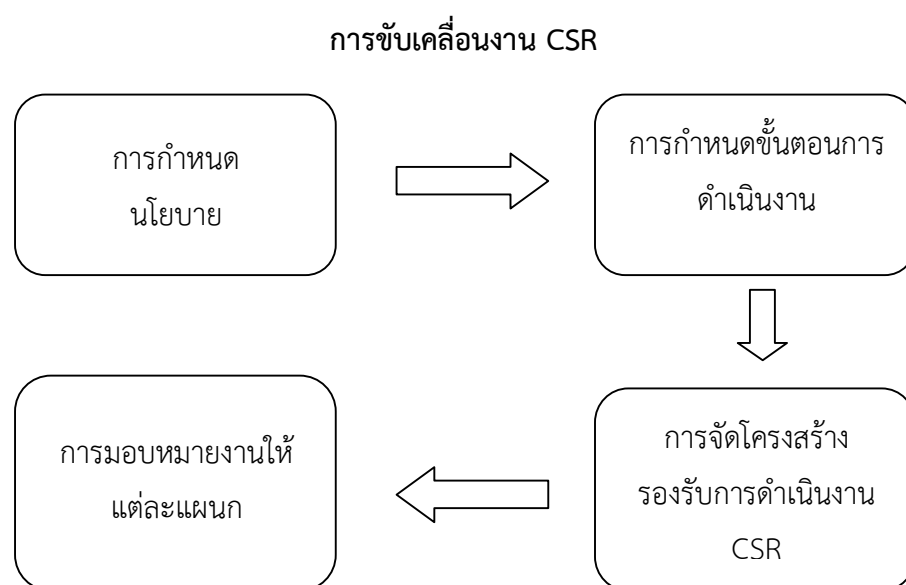 การขับเคลื่อนงาน CSR
การกำหนด
นโยบาย
การกำหนดขั้นตอนการ
ดำเนินงาน
การจัดโครงสร้าง
รองรับการดำเนินงาน
CSR
การมอบหมายงานให้
แต่ละแผนก